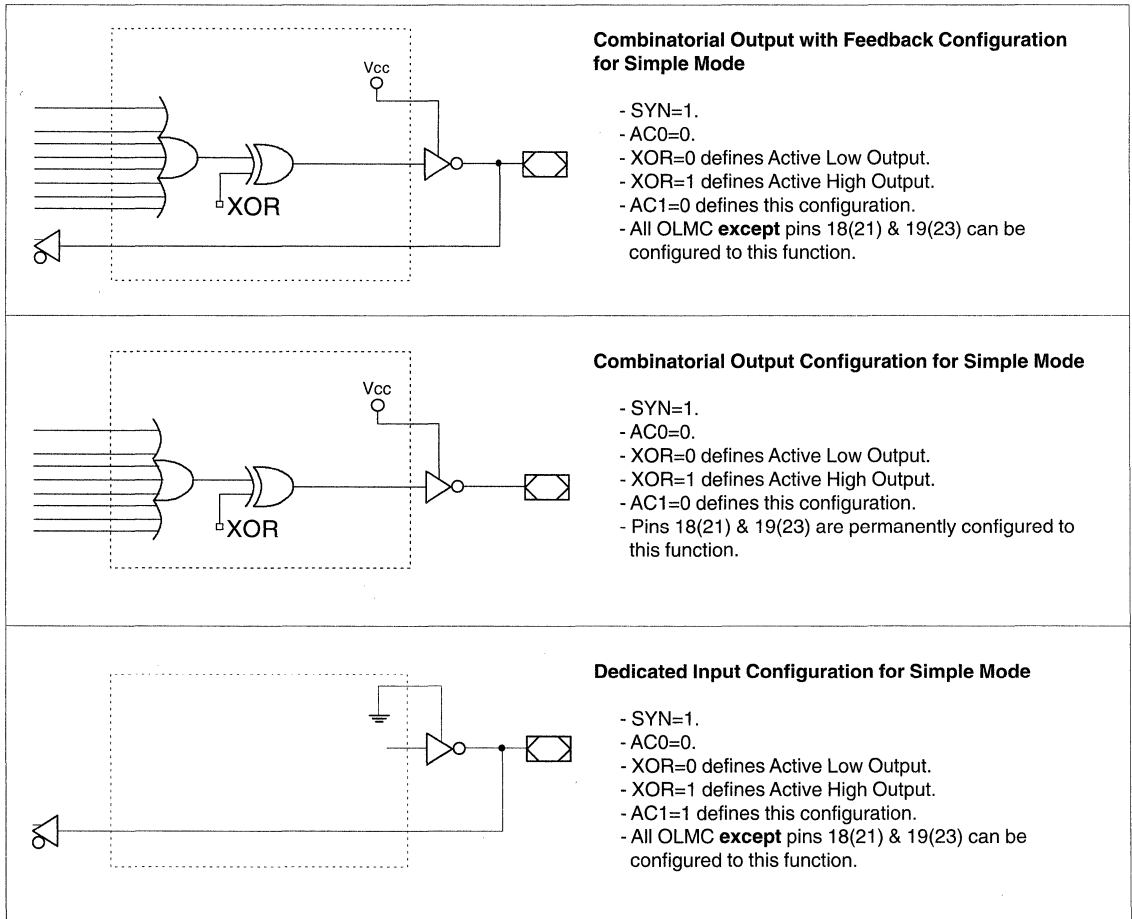 Combinatorial Output with Feedback Configuration
for Simple Mode
Vcc
XOR
- SYN=1.
- AC0=0.
- XOR=0 defines Active Low Output.
- XOR=1 defines Active High Output.
- AC1=0 defines this configuration.
- All OLMC except pins 18(21) & 19(23) can be
configured to this function.
Combinatorial Output Configuration for Simple Mode
Vcc
XOR
- SYN=1.
- AC0=0.
- XOR=0 defines Active Low Output.
- XOR=1 defines Active High Output.
- AC1=0 defines this configuration.
- Pins 18(21) & 19(23) are permanently configured to
this function.
Dedicated Input Configuration for Simple Mode
- SYN=1.
- AC0=0.
- XOR=0 defines Active Low Output.
- XOR=1 defines Active High Output.
- AC1=1 defines this configuration.
- All OLMC except pins 18(21) & 19(23) can be
configured to this function.